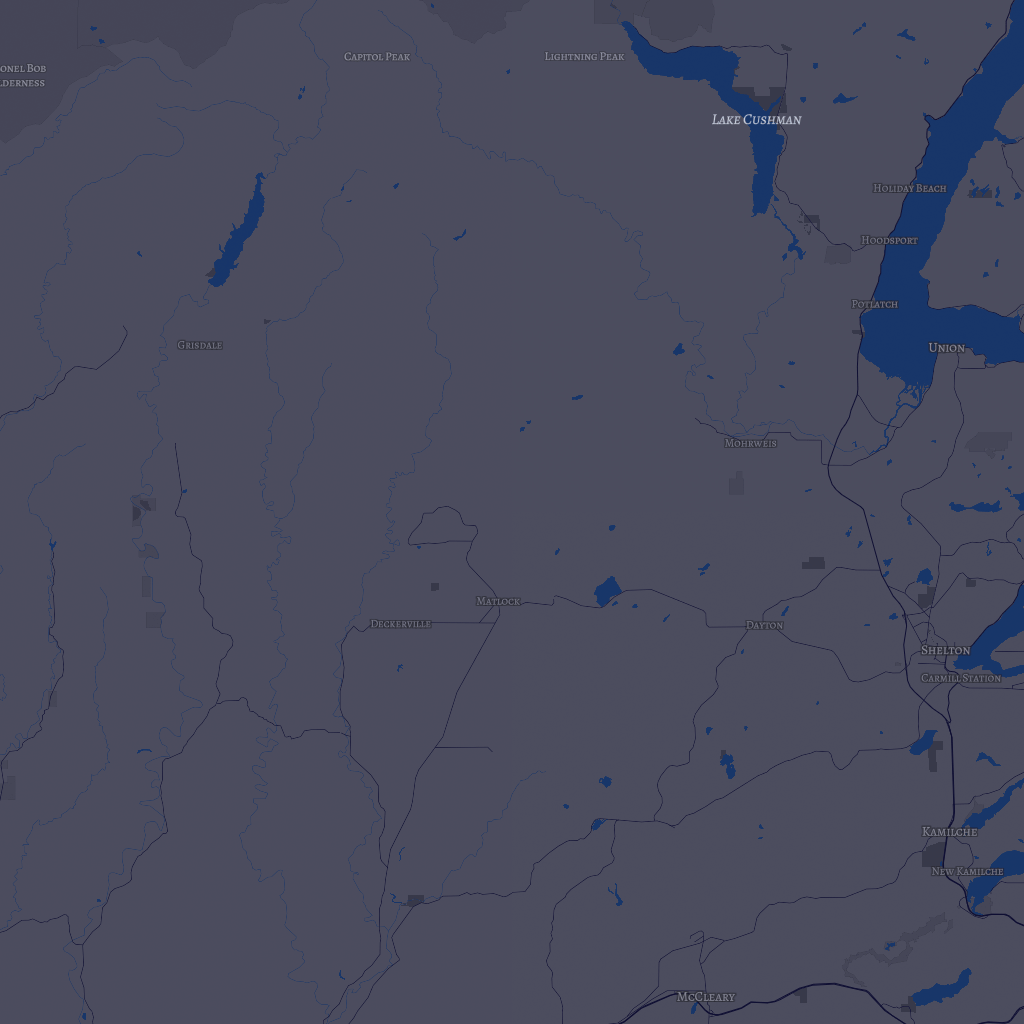 Capitol Peak
Lightning Peak
onel Bob
lderness
Lake Cushman
Holiday Beach
Hoodsport
Potlatch
Grisdale
Union
Mohrweis
Matlock
Deckerville
Dayton
Shelton
Carmill Station
Kamilche
New Kamilche
McCleary